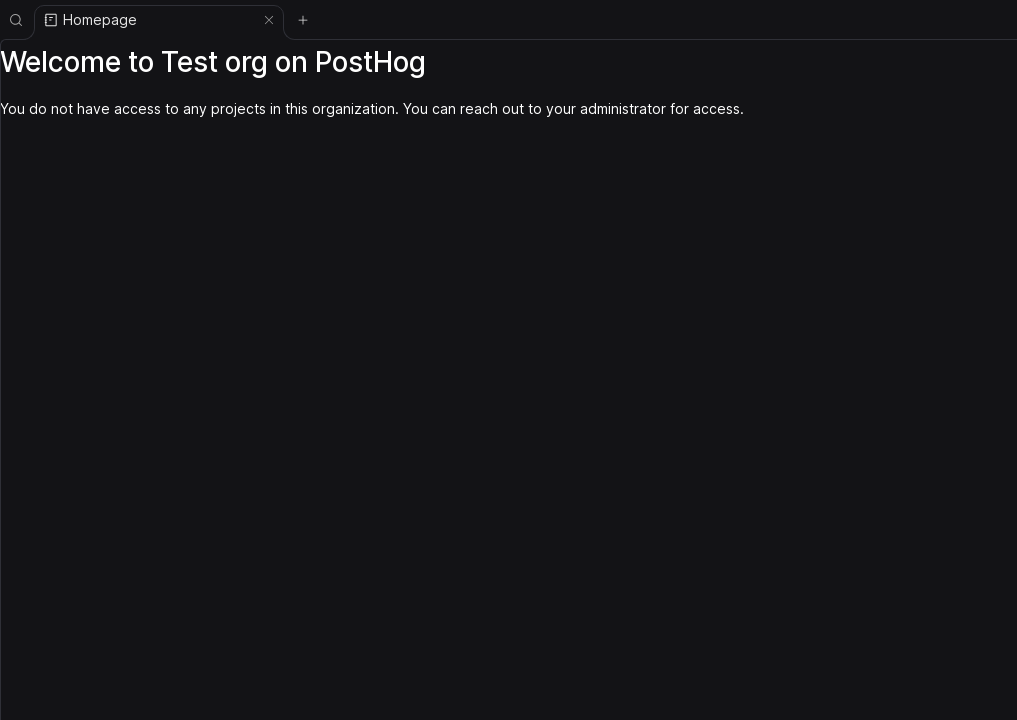 Homepage
Welcome to Test org on PostHog
You do not have access to any projects in this organization. You can reach out to your administrator for access.